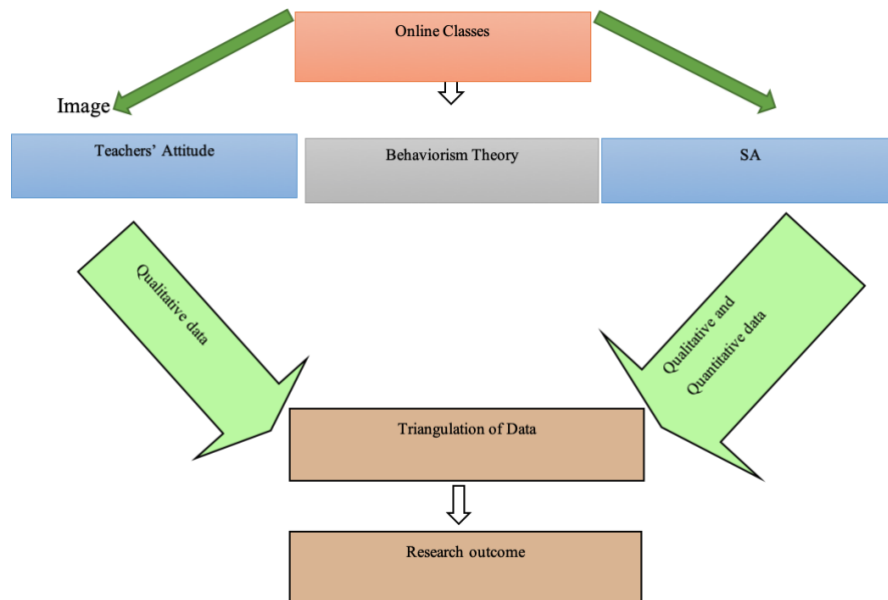 Online Classes
Image
Teachers’ Attitude
Behaviorism Theory
SA
Qualitative data
Qualitative and
Quantitative data
Triangulation of Data
Research outcome